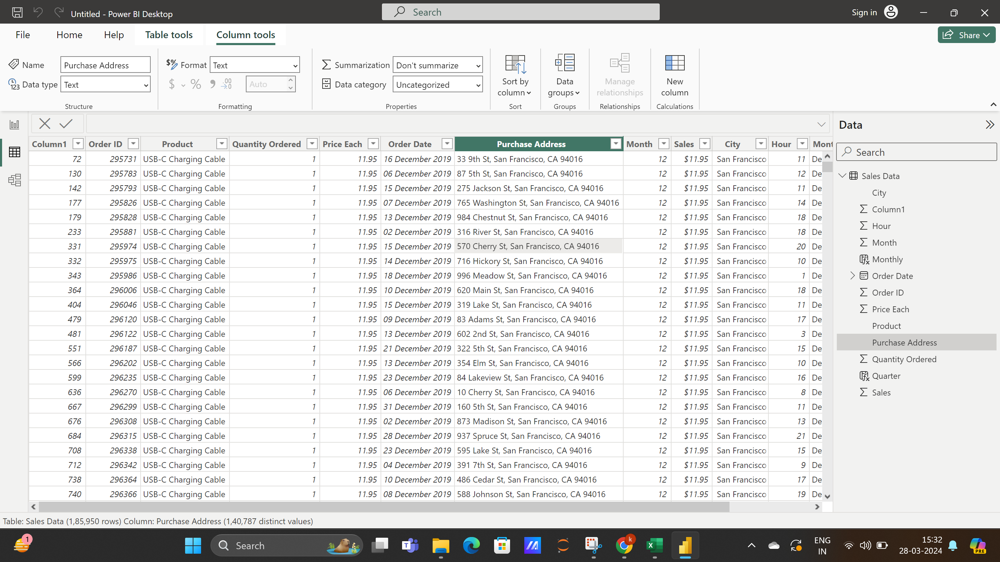 Untitled - Power BI Desktop
Search
Sign in
File Home Help Table tools Column tools
Share
Name Purchase Address
Data type Text
Structure
Format Text
$ % 9 .00 Auto
Formatting
Summarization Don't summarize
Data category Uncategorized
Properties
Sort by
column
Sort
Data
groups
Groups
Manage
relationships
Relationships
New
column
Calculations
Column1 Order ID Product Quantity Ordered Price Each Order Date Purchase Address Month Sales City Hour Mont
72 295731 USB-C Charging Cable 1 11.95 16 December 2019 33 9th St, San Francisco, CA 94016 12 $11.95 San Francisco 11 De
130 295783 USB-C Charging Cable 1 11.95 06 December 2019 87 5th St, San Francisco, CA 94016 12 $11.95 San Francisco 12 De
142 295793 USB-C Charging Cable 1 11.95 15 December 2019 275 Jackson St, San Francisco, CA 94016 12 $11.95 San Francisco 11 De
177 295826 USB-C Charging Cable 1 11.95 07 December 2019 765 Washington St, San Francisco, CA 94016 12 $11.95 San Francisco 14 De
179 295828 USB-C Charging Cable 1 11.95 13 December 2019 984 Chestnut St, San Francisco, CA 94016 12 $11.95 San Francisco 18 De
233 295881 USB-C Charging Cable 1 11.95 02 December 2019 316 River St, San Francisco, CA 94016 12 $11.95 San Francisco 18 De
331 295974 USB-C Charging Cable 1 11.95 15 December 2019 570 Cherry St, San Francisco, CA 94016 12 $11.95 San Francisco 20 De
332 295975 USB-C Charging Cable 1 11.95 14 December 2019 716 Hickory St, San Francisco, CA 94016 12 $11.95 San Francisco 10 De
343 295986 USB-C Charging Cable 1 11.95 18 December 2019 996 Meadow St, San Francisco, CA 94016 12 $11.95 San Francisco 1 De
364 296006 USB-C Charging Cable 1 11.95 10 December 2019 620 Main St, San Francisco, CA 94016 12 $11.95 San Francisco 18 De
404 296046 USB-C Charging Cable 1 11.95 15 December 2019 319 Lake St, San Francisco, CA 94016 12 $11.95 San Francisco 11 De
479 296120 USB-C Charging Cable 1 11.95 09 December 2019 83 Adams St, San Francisco, CA 94016 12 $11.95 San Francisco 17 De
481 296122 USB-C Charging Cable 1 11.95 13 December 2019 602 2nd St, San Francisco, CA 94016 12 $11.95 San Francisco 3 De
551 296187 USB-C Charging Cable 1 11.95 21 December 2019 322 5th St, San Francisco, CA 94016 12 $11.95 San Francisco 15 De
566 296202 USB-C Charging Cable 1 11.95 13 December 2019 354 Elm St, San Francisco, CA 94016 12 $11.95 San Francisco 10 De
599 296235 USB-C Charging Cable 1 11.95 23 December 2019 84 Lakeview St, San Francisco, CA 94016 12 $11.95 San Francisco 16 De
636 296270 USB-C Charging Cable 1 11.95 06 December 2019 10 Cherry St, San Francisco, CA 94016 12 $11.95 San Francisco 8 De
667 296299 USB-C Charging Cable 1 11.95 31 December 2019 160 5th St, San Francisco, CA 94016 12 $11.95 San Francisco 11 De
676 296308 USB-C Charging Cable 1 11.95 02 December 2019 873 Madison St, San Francisco, CA 94016 12 $11.95 San Francisco 13 De
684 296315 USB-C Charging Cable 1 11.95 28 December 2019 937 Spruce St, San Francisco, CA 94016 12 $11.95 San Francisco 21 De
708 296338 USB-C Charging Cable 1 11.95 23 December 2019 595 Lake St, San Francisco, CA 94016 12 $11.95 San Francisco 15 De
712 296342 USB-C Charging Cable 1 11.95 04 December 2019 391 7th St, San Francisco, CA 94016 12 $11.95 San Francisco 9 De
738 296364 USB-C Charging Cable 1 11.95 10 December 2019 486 Cedar St, San Francisco, CA 94016 12 $11.95 San Francisco 17 De
740 296366 USB-C Charging Cable 1 11.95 08 December 2019 588 Johnson St, San Francisco, CA 94016 12 $11.95 San Francisco 19 De
Data
Search
Sales Data
City
Column1
Hour
Month
Monthly
Order Date
Order ID
Price Each
Product
Purchase Address
Quantity Ordered
Quarter
Sales
Table: Sales Data (1,85,950 rows) Column: Purchase Address (1,40,787 distinct values)
1
Search
ENG
IN
15:32
28-03-2024
PRE